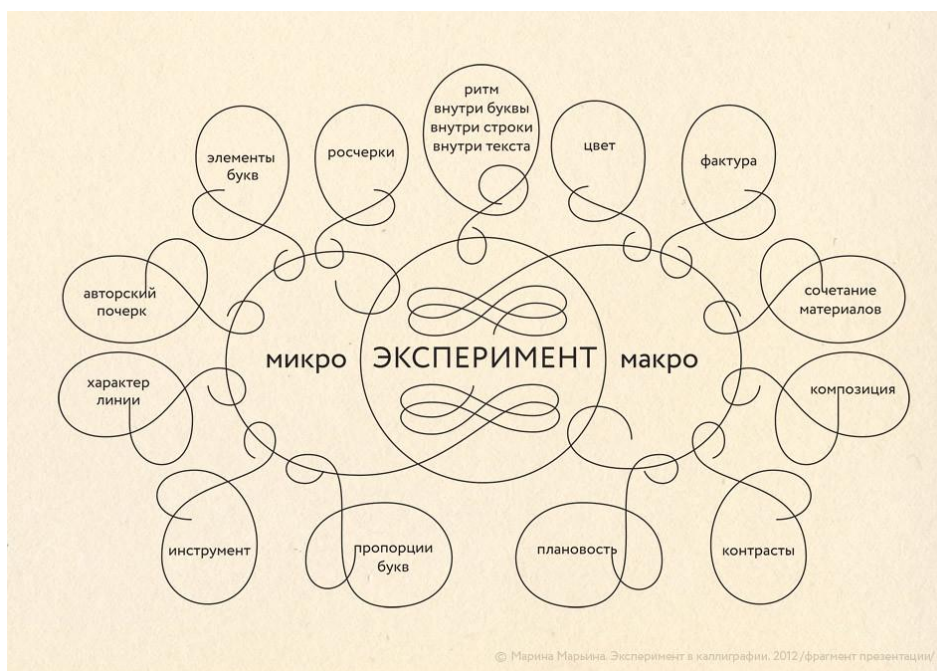 ритм
внутри буквы
внутри строки
внутри текста
элементы
букв
росчерки
цвет
фактура
авторский
почерк
сочетание
материалов
микро ЭКСПЕРИМЕНТ макро
характер
линии
композиция
инструмент
пропорции
букв
плановость
контрасты
© Марина Марьина. Эксперимент в каллиграфии. 2012 /фрагмент презентации/